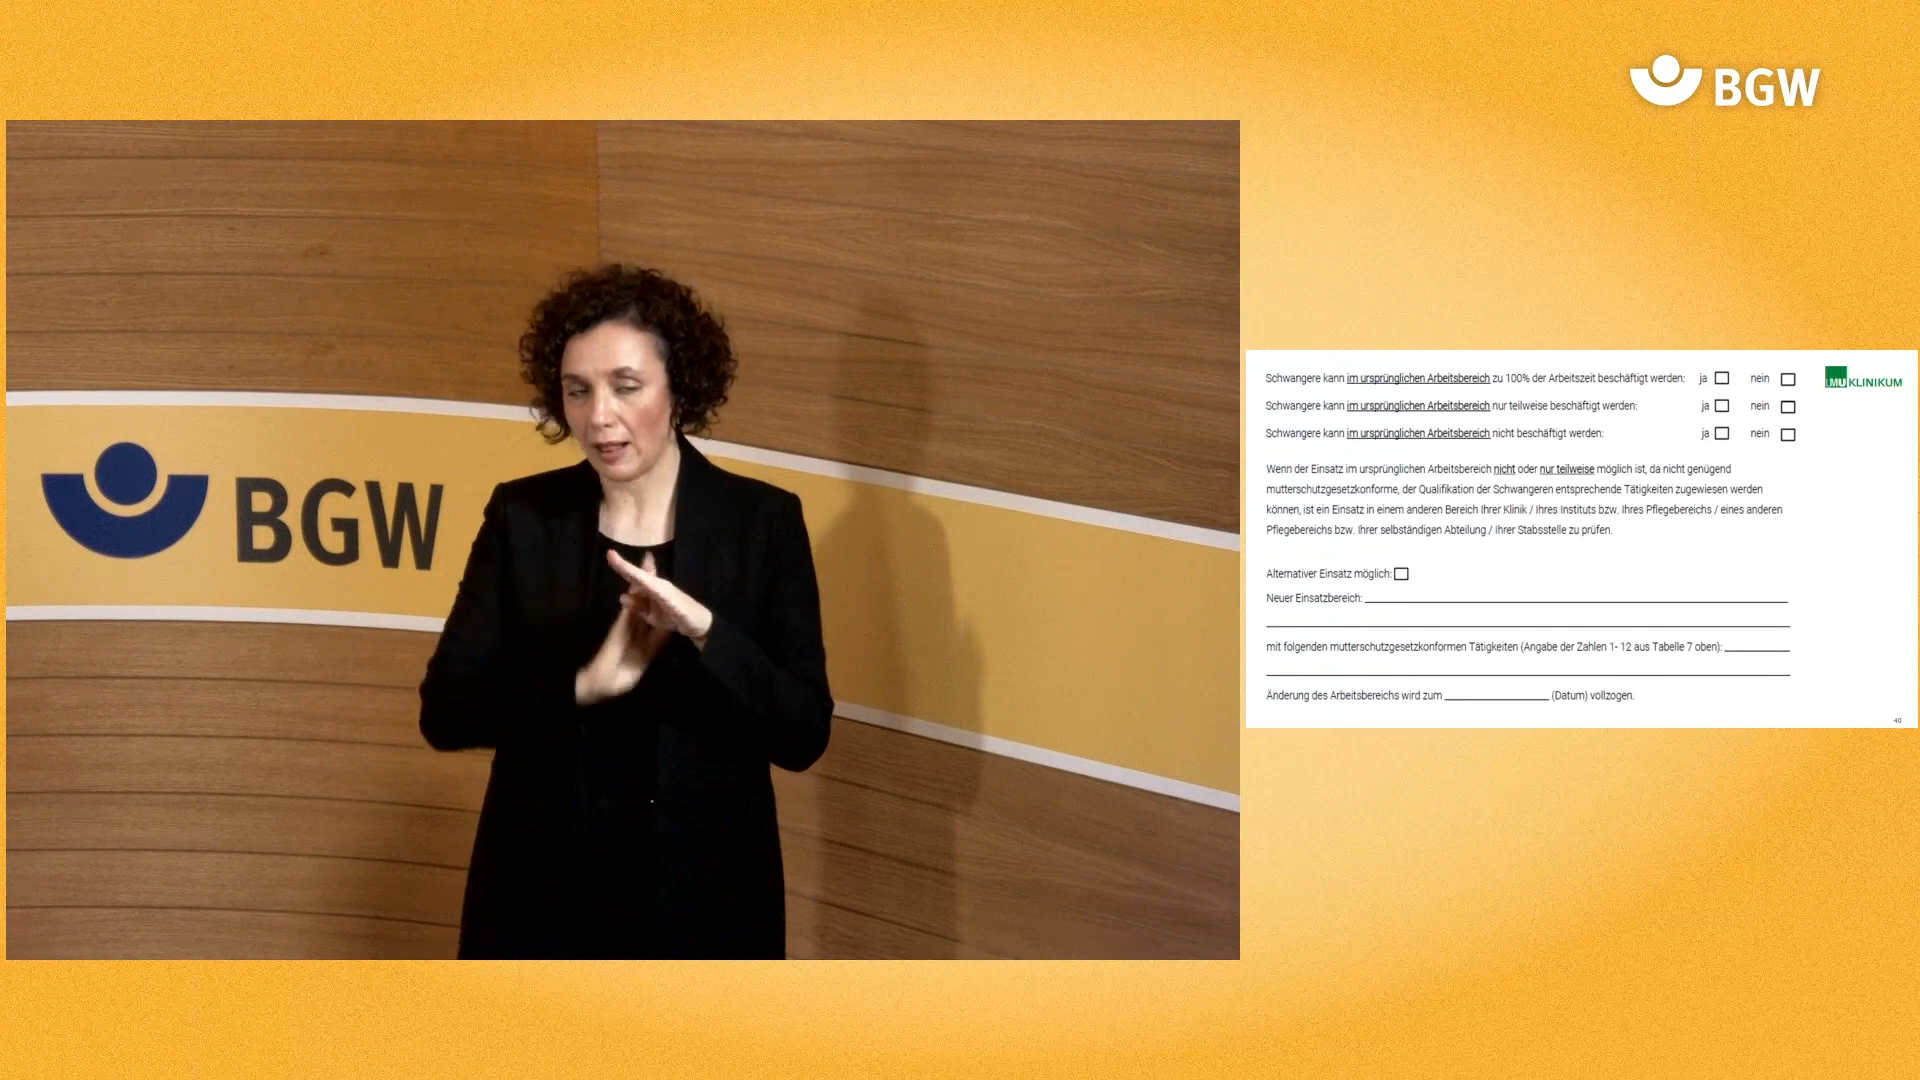 BGW
BGW
Schwangere kann im ursprünglichen Arbeitsbereich zu 100% der Arbeitszeit beschäftigt werden: ja nein
LMU KLINIKUM
Schwangere kann im ursprünglichen Arbeitsbereich nur teilweise beschäftigt werden: ja nein
Schwangere kann im ursprünglichen Arbeitsbereich nicht beschäftigt werden: ja nein
Wenn der Einsatz im ursprünglichen Arbeitsbereich nicht oder nur teilweise möglich ist, da nicht genügend
mutterschutzgesetzkonforme, der Qualifikation der Schwangeren entsprechende Tätigkeiten zugewiesen werden
können, ist ein Einsatz in einem anderen Bereich Ihrer Klinik / Ihres Instituts bzw. Ihres Pflegebereichs / eines anderen
Pflegebereichs bzw. Ihrer selbständigen Abteilung / Ihrer Stabsstelle zu prüfen.
Alternativer Einsatz möglich:
Neuer Einsatzbereich:
mit folgenden mutterschutzgesetzkonformen Tätigkeiten (Angabe der Zahlen 1- 12 aus Tabelle 7 oben):
Änderung des Arbeitsbereichs wird zum (Datum) vollzogen.
40